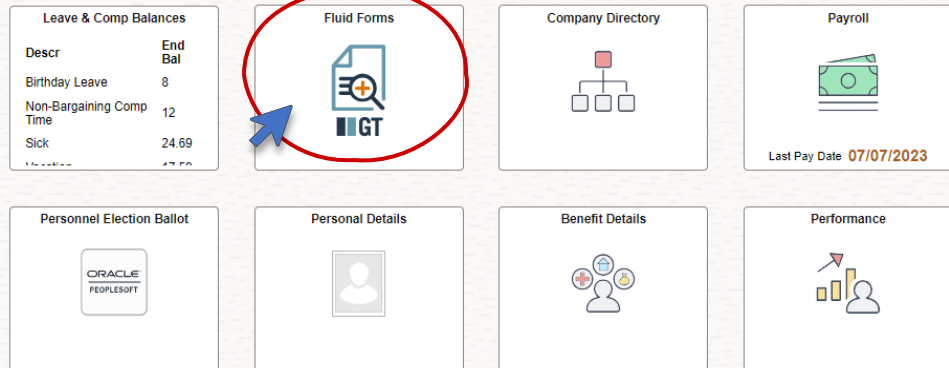 Leave & Comp Balances
Descr End Bal
Birthday Leave 8
Non-Bargaining Comp Time 12
Sick 24.69
Fluid Forms
GT
Company Directory
Payroll
Last Pay Date 07/07/2023
Personnel Election Ballot
ORACLE
PEOPLESOFT
Personal Details
Benefit Details
Performance